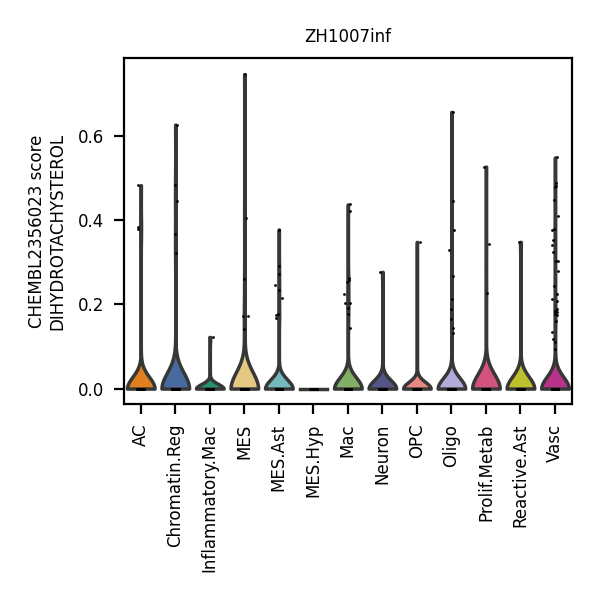 ZH1007inf
CHEMBL2356023 score
DIHYDROTACHYSTEROL
0.6
0.4
0.2
0.0
AC
Chromatin.Reg
Inflammatory.Mac
MES
MES.Ast
MES.Hyp
Mac
Neuron
OPC
Oligo
Prolif.Metab
Reactive.Ast
Vasc